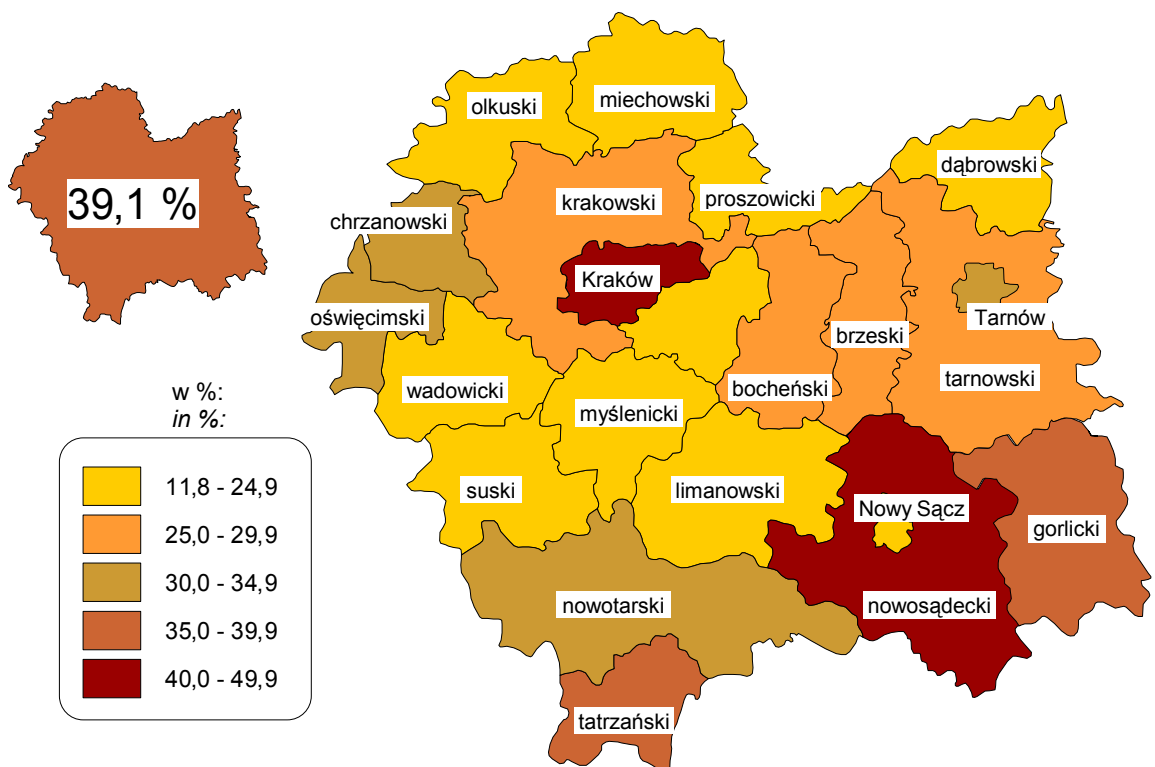 olkuski
miechowski
dąbrowski
39,1 %
krakowski
proszowicki
chrzanowski
Kraków
oświęcimski
Tarnów
brzeski
wadowicki
bocheński
tarnowski
myślenicki
w %:
in %:
11,8 - 24,9
25,0 - 29,9
30,0 - 34,9
35,0 - 39,9
40,0 - 49,9
suski
limanowski
Nowy Sącz
gorlicki
nowotarski
nowosądecki
tatrzański